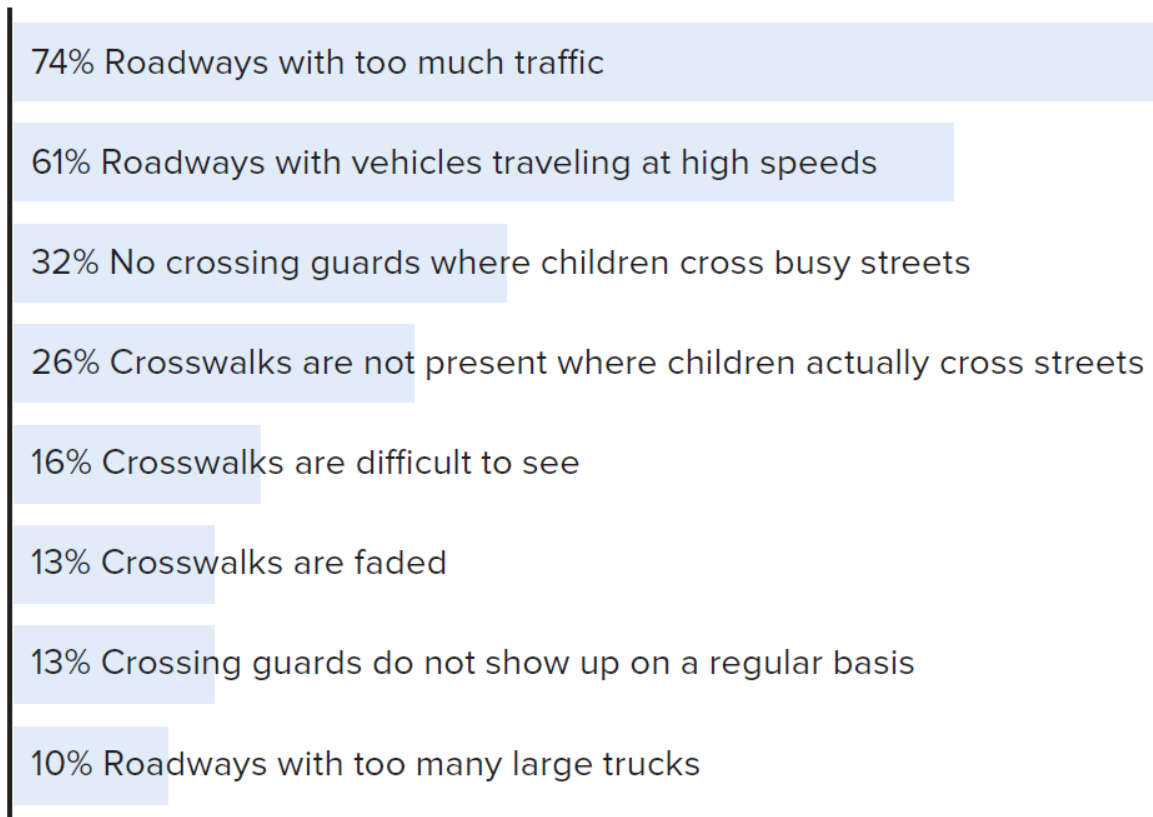 74% Roadways with too much traffic
61% Roadways with vehicles traveling at high speeds
32% No crossing guards where children cross busy streets
26% Crosswalks are not present where children actually cross streets
16% Crosswalks are difficult to see
13% Crosswalks are faded
13% Crossing guards do not show up on a regular basis
10% Roadways with too many large trucks